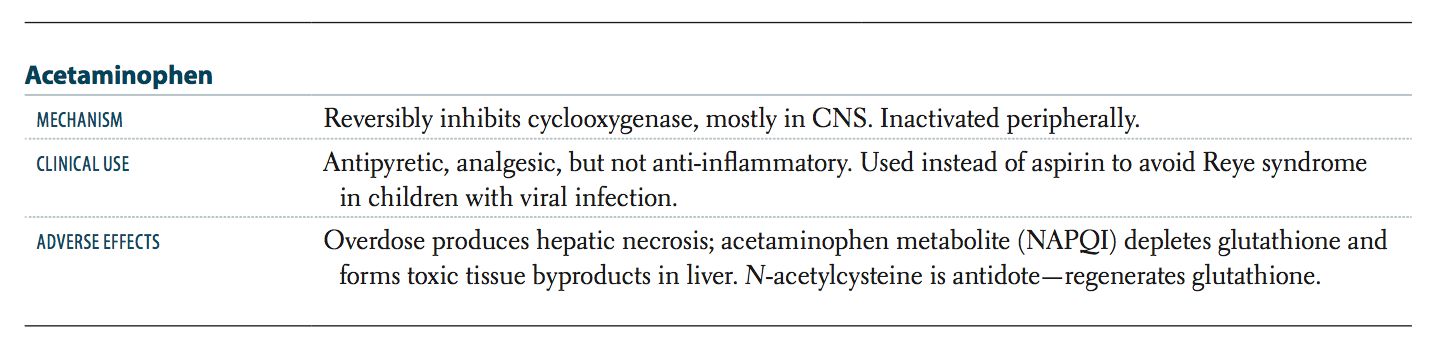 Acetaminophen
MECHANISM Reversibly inhibits cyclooxygenase, mostly in CNS. Inactivated peripherally.
CLINICAL USE Antipyretic, analgesic, but not anti-inflammatory. Used instead of aspirin to avoid Reye syndrome
in children with viral infection.
ADVERSE EFFECTS Overdose produces hepatic necrosis; acetaminophen metabolite (NAPQI) depletes glutathione and
forms toxic tissue byproducts in liver. N-acetylcysteine is antidote—regenerates glutathione.